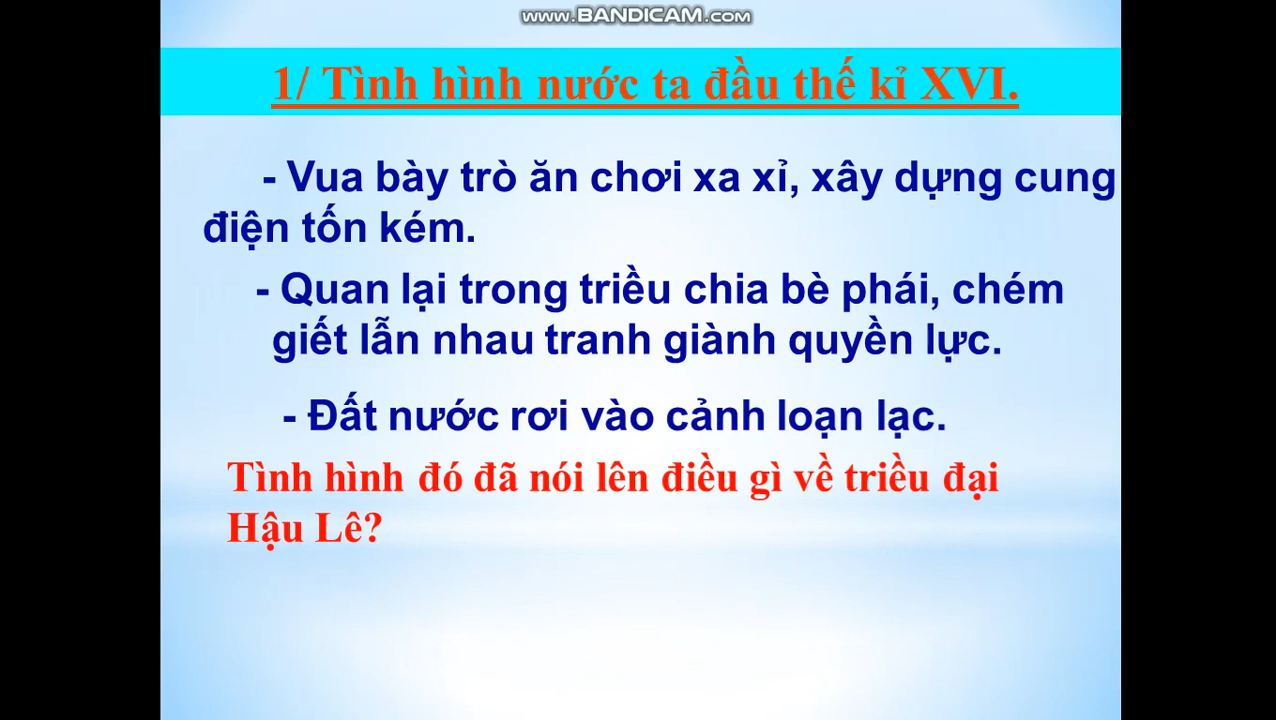 www.BANDICAM.com
1/ Tình hình nước ta đầu thế kỉ XVI.
- Vua bày trò ăn chơi xa xỉ, xây dựng cung
điện tốn kém.
- Quan lại trong triều chia bè phái, chém
giết lẫn nhau tranh giành quyền lực.
- Đất nước rơi vào cảnh loạn lạc.
Tình hình đó đã nói lên điều gì về triều đại
Hậu Lê?